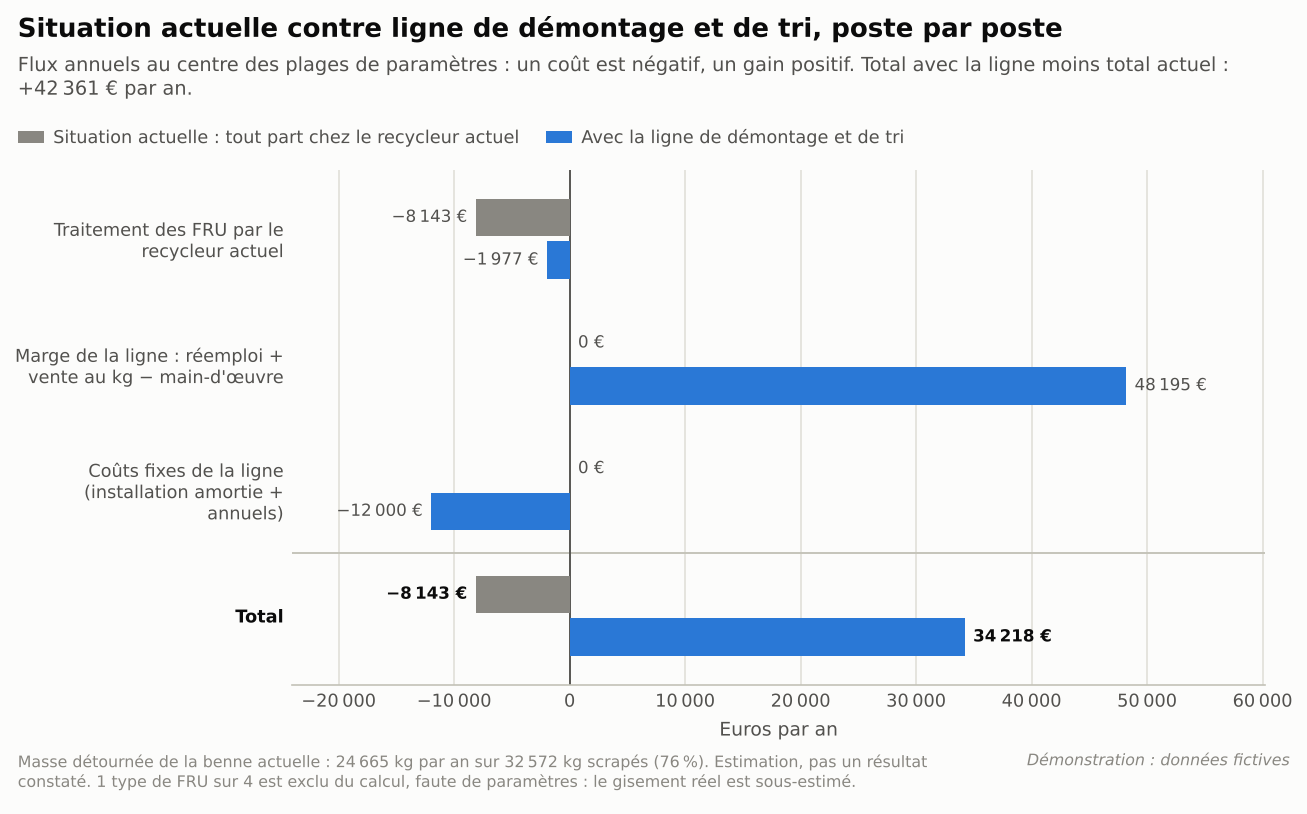 Situation actuelle contre ligne de démontage et de tri, poste par poste
Flux annuels au centre des plages de paramètres : un coût est négatif, un gain positif. Total avec la ligne moins total actuel :
+42 361 € par an.
Situation actuelle : tout part chez le recycleur actuel
Avec la ligne de démontage et de tri
Traitement des FRU par le
recycleur actuel
−8 143 €
−1 977 €
Marge de la ligne : réemploi +
vente au kg − main-d'œuvre
0 €
48 195 €
Coûts fixes de la ligne
(installation amortie +
annuels)
0 €
−12 000 €
Total
−8 143 €
34 218 €
−20 000
−10 000
0
10 000
20 000
30 000
40 000
50 000
60 000
Euros par an
Masse détournée de la benne actuelle : 24 665 kg par an sur 32 572 kg scrapés (76 %). Estimation, pas un résultat
constaté. 1 type de FRU sur 4 est exclu du calcul, faute de paramètres : le gisement réel est sous-estimé.
Démonstration : données fictives